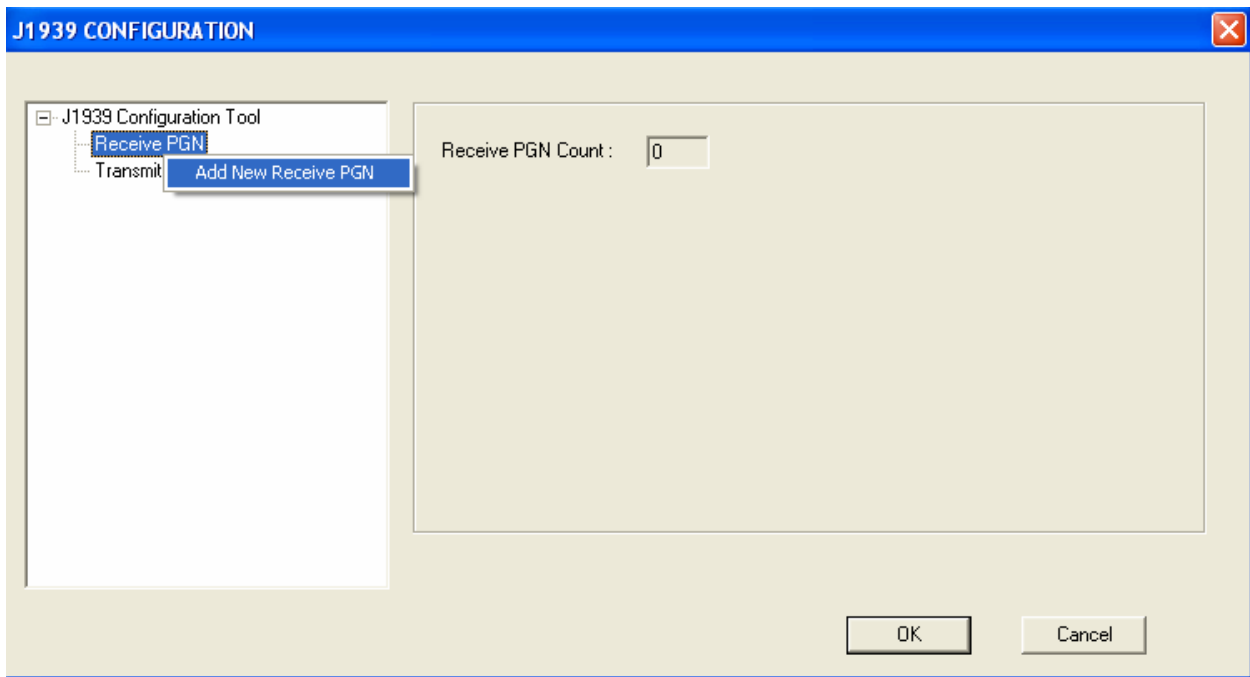 J1939 CONFIGURATION
J1939 Configuration Tool
Receive PGN
Transmit
Add New Receive PGN
Receive PGN Count :
0
OK
Cancel